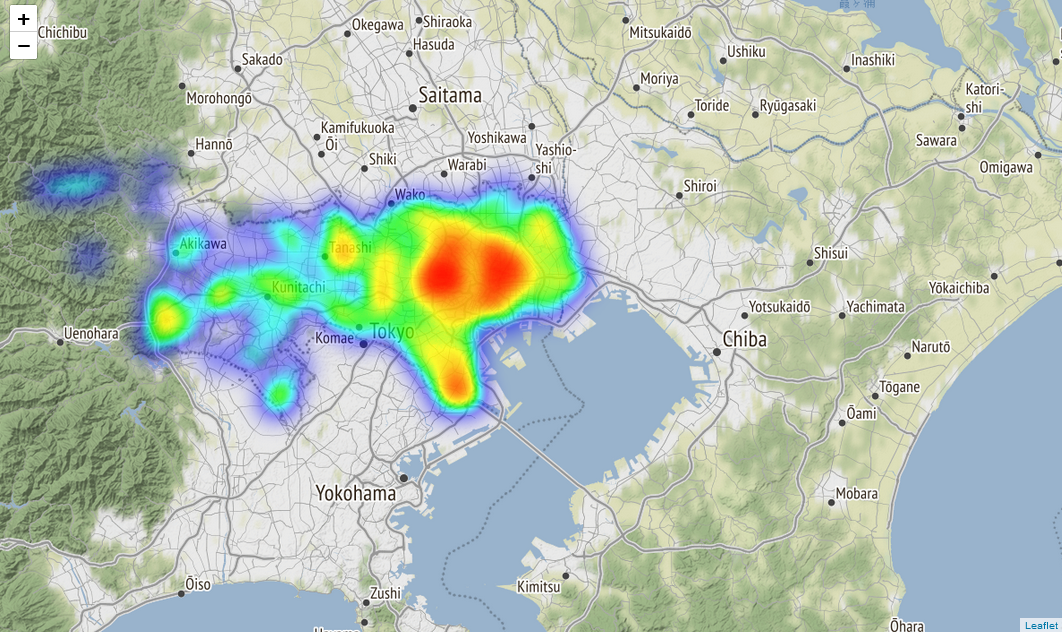 +
−
Chichibu
Okegawa
Shiraoka
Hasuda
Mitsukaidō
Ushiku
Inashiki
Sakado
Moriya
Morohongō
Saitama
Toride
Ryūgasaki
Katori-
shi
Kamifukuoka
Ōi
Yoshikawa
Sawara
Hannō
Shiki
Warabi
Yashio-
shi
Omigawa
Wako
Shiroi
Akikawa
Tanashi
Shisui
Kunitachi
Yōkaichiba
Yotsukaidō
Yachimata
Uenohara
Komae
Tokyo
Chiba
Narutō
Tōgane
Ōami
Yokohama
Mobara
Ōiso
Zushi
Kimitsu
Ōhara
Leaflet